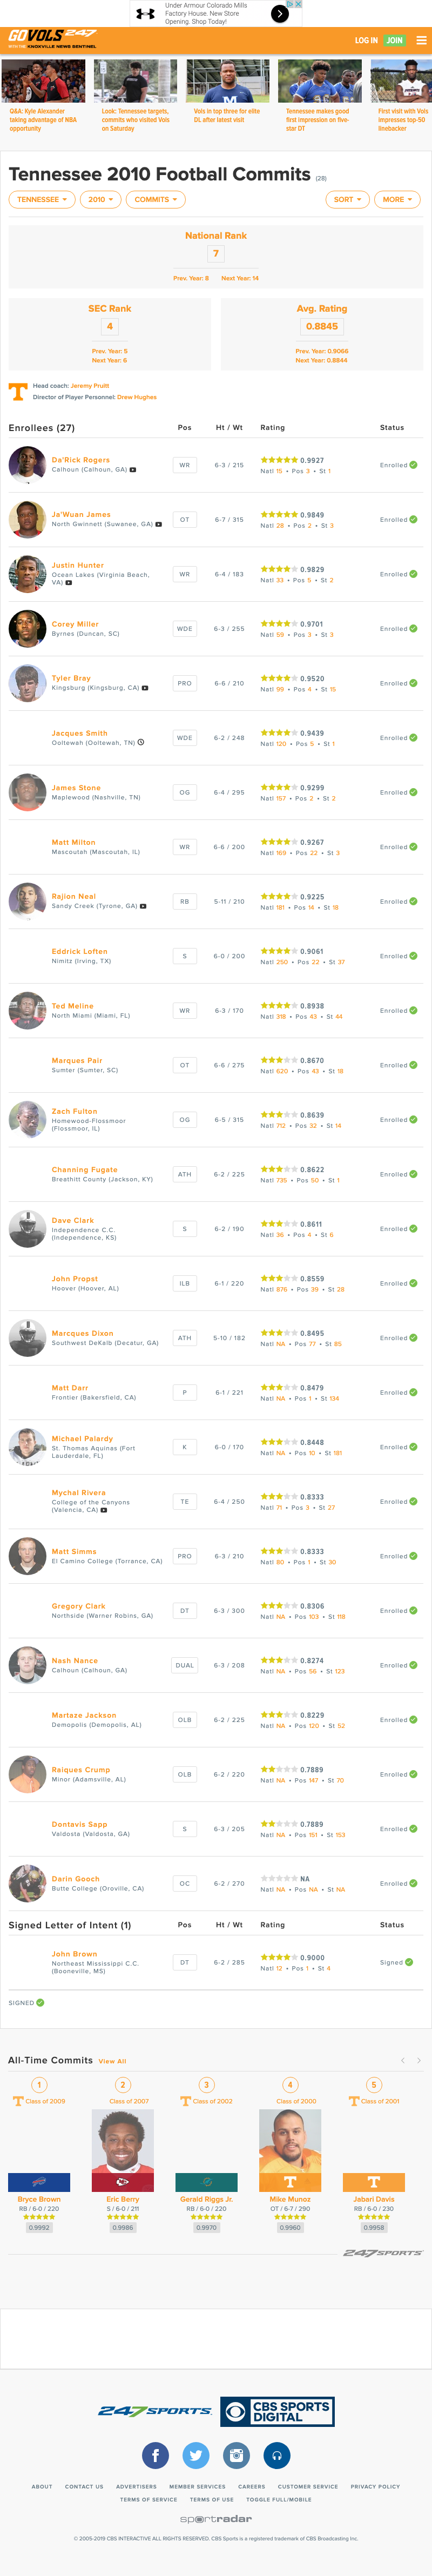 Under Armour Colorado Mills
Factory House. New Store
Opening. Shop Today!
GOVOLS247
WITH THE KNOXVILLE NEWS SENTINEL
LOG IN JOIN
Q&A: Kyle Alexander taking advantage of NBA opportunity
Look: Tennessee targets, commits who visited Vols on Saturday
Vols in top three for elite DL after latest visit
Tennessee makes good first impression on five-star DT
First visit with Vols impresses top-50 linebacker
Tennessee 2010 Football Commits (28)
TENNESSEE 2010 COMMITS SORT MORE
National Rank
7
Prev. Year: 8 Next Year: 14
SEC Rank
4
Prev. Year: 5
Next Year: 6
Avg. Rating
0.8845
Prev. Year: 0.9066
Next Year: 0.8844
Head coach: Jeremy Pruitt
Director of Player Personnel: Drew Hughes
Enrollees (27) Pos Ht / Wt Rating Status
Da'Rick Rogers
Calhoun (Calhoun, GA) WR 6-3 / 215 0.9927 Enrolled
Natl 15 • Pos 3 • St 1
Ja'Wuan James
North Gwinnett (Suwanee, GA) OT 6-7 / 315 0.9849 Enrolled
Natl 28 • Pos 2 • St 3
Justin Hunter
Ocean Lakes (Virginia Beach, VA) WR 6-4 / 183 0.9829 Enrolled
Natl 33 • Pos 5 • St 2
Corey Miller
Byrnes (Duncan, SC) WDE 6-3 / 255 0.9701 Enrolled
Natl 59 • Pos 3 • St 3
Tyler Bray
Kingsburg (Kingsburg, CA) PRO 6-6 / 210 0.9520 Enrolled
Natl 99 • Pos 4 • St 15
Jacques Smith
Ooltewah (Ooltewah, TN) WDE 6-2 / 248 0.9439 Enrolled
Natl 120 • Pos 5 • St 1
James Stone
Maplewood (Nashville, TN) OG 6-4 / 295 0.9299 Enrolled
Natl 157 • Pos 2 • St 2
Matt Milton
Mascoutah (Mascoutah, IL) WR 6-6 / 200 0.9267 Enrolled
Natl 169 • Pos 22 • St 3
Rajion Neal
Sandy Creek (Tyrone, GA) RB 5-11 / 210 0.9225 Enrolled
Natl 181 • Pos 14 • St 18
Eddrick Loften
Nimitz (Irving, TX) S 6-0 / 200 0.9061 Enrolled
Natl 250 • Pos 22 • St 37
Ted Meline
North Miami (Miami, FL) WR 6-3 / 170 0.8938 Enrolled
Natl 318 • Pos 43 • St 44
Marques Pair
Sumter (Sumter, SC) OT 6-6 / 275 0.8670 Enrolled
Natl 620 • Pos 43 • St 18
Zach Fulton
Homewood-Flossmoor (Flossmoor, IL) OG 6-5 / 315 0.8639 Enrolled
Natl 712 • Pos 32 • St 14
Channing Fugate
Breathitt County (Jackson, KY) ATH 6-2 / 225 0.8622 Enrolled
Natl 735 • Pos 50 • St 1
Dave Clark
Independence C.C. (Independence, KS) S 6-2 / 190 0.8611 Enrolled
Natl 36 • Pos 4 • St 6
John Propst
Hoover (Hoover, AL) ILB 6-1 / 220 0.8559 Enrolled
Natl 876 • Pos 39 • St 28
Marcques Dixon
Southwest DeKalb (Decatur, GA) ATH 5-10 / 182 0.8495 Enrolled
Natl NA • Pos 77 • St 85
Matt Darr
Frontier (Bakersfield, CA) P 6-1 / 221 0.8479 Enrolled
Natl NA • Pos 1 • St 134
Michael Palardy
St. Thomas Aquinas (Fort Lauderdale, FL) K 6-0 / 170 0.8448 Enrolled
Natl NA • Pos 10 • St 181
Mychal Rivera
College of the Canyons (Valencia, CA) TE 6-4 / 250 0.8333 Enrolled
Natl 71 • Pos 3 • St 27
Matt Simms
El Camino College (Torrance, CA) PRO 6-3 / 210 0.8333 Enrolled
Natl 80 • Pos 1 • St 30
Gregory Clark
Northside (Warner Robins, GA) DT 6-3 / 300 0.8306 Enrolled
Natl NA • Pos 103 • St 118
Nash Nance
Calhoun (Calhoun, GA) DUAL 6-3 / 208 0.8274 Enrolled
Natl NA • Pos 56 • St 123
Martaze Jackson
Demopolis (Demopolis, AL) OLB 6-2 / 225 0.8229 Enrolled
Natl NA • Pos 120 • St 52
Raiques Crump
Minor (Adamsville, AL) OLB 6-2 / 220 0.7889 Enrolled
Natl NA • Pos 147 • St 70
Dontavis Sapp
Valdosta (Valdosta, GA) S 6-3 / 205 0.7889 Enrolled
Natl NA • Pos 151 • St 153
Darin Gooch
Butte College (Oroville, CA) OC 6-2 / 270 NA Enrolled
Natl NA • Pos NA • St NA
Signed Letter of Intent (1) Pos Ht / Wt Rating Status
John Brown
Northeast Mississippi C.C. (Booneville, MS) DT 6-2 / 285 0.9000 Signed
Natl 12 • Pos 1 • St 4
SIGNED
All-Time Commits View All
1 2 3 4 5
Class of 2009 Class of 2007 Class of 2002 Class of 2000 Class of 2001
Bryce Brown Eric Berry Gerald Riggs Jr. Mike Munoz Jabari Davis
RB / 6-0 / 220 S / 6-0 / 211 RB / 6-0 / 220 OT / 6-7 / 290 RB / 6-0 / 230
0.9992 0.9986 0.9970 0.9960 0.9958
247SPORTS
247SPORTS CBS SPORTS DIGITAL
ABOUT CONTACT US ADVERTISERS MEMBER SERVICES CAREERS CUSTOMER SERVICE PRIVACY POLICY
TERMS OF SERVICE TERMS OF USE TOGGLE FULL/MOBILE
sportradar
© 2005-2019 CBS INTERACTIVE ALL RIGHTS RESERVED. CBS Sports is a registered trademark of CBS Broadcasting Inc.